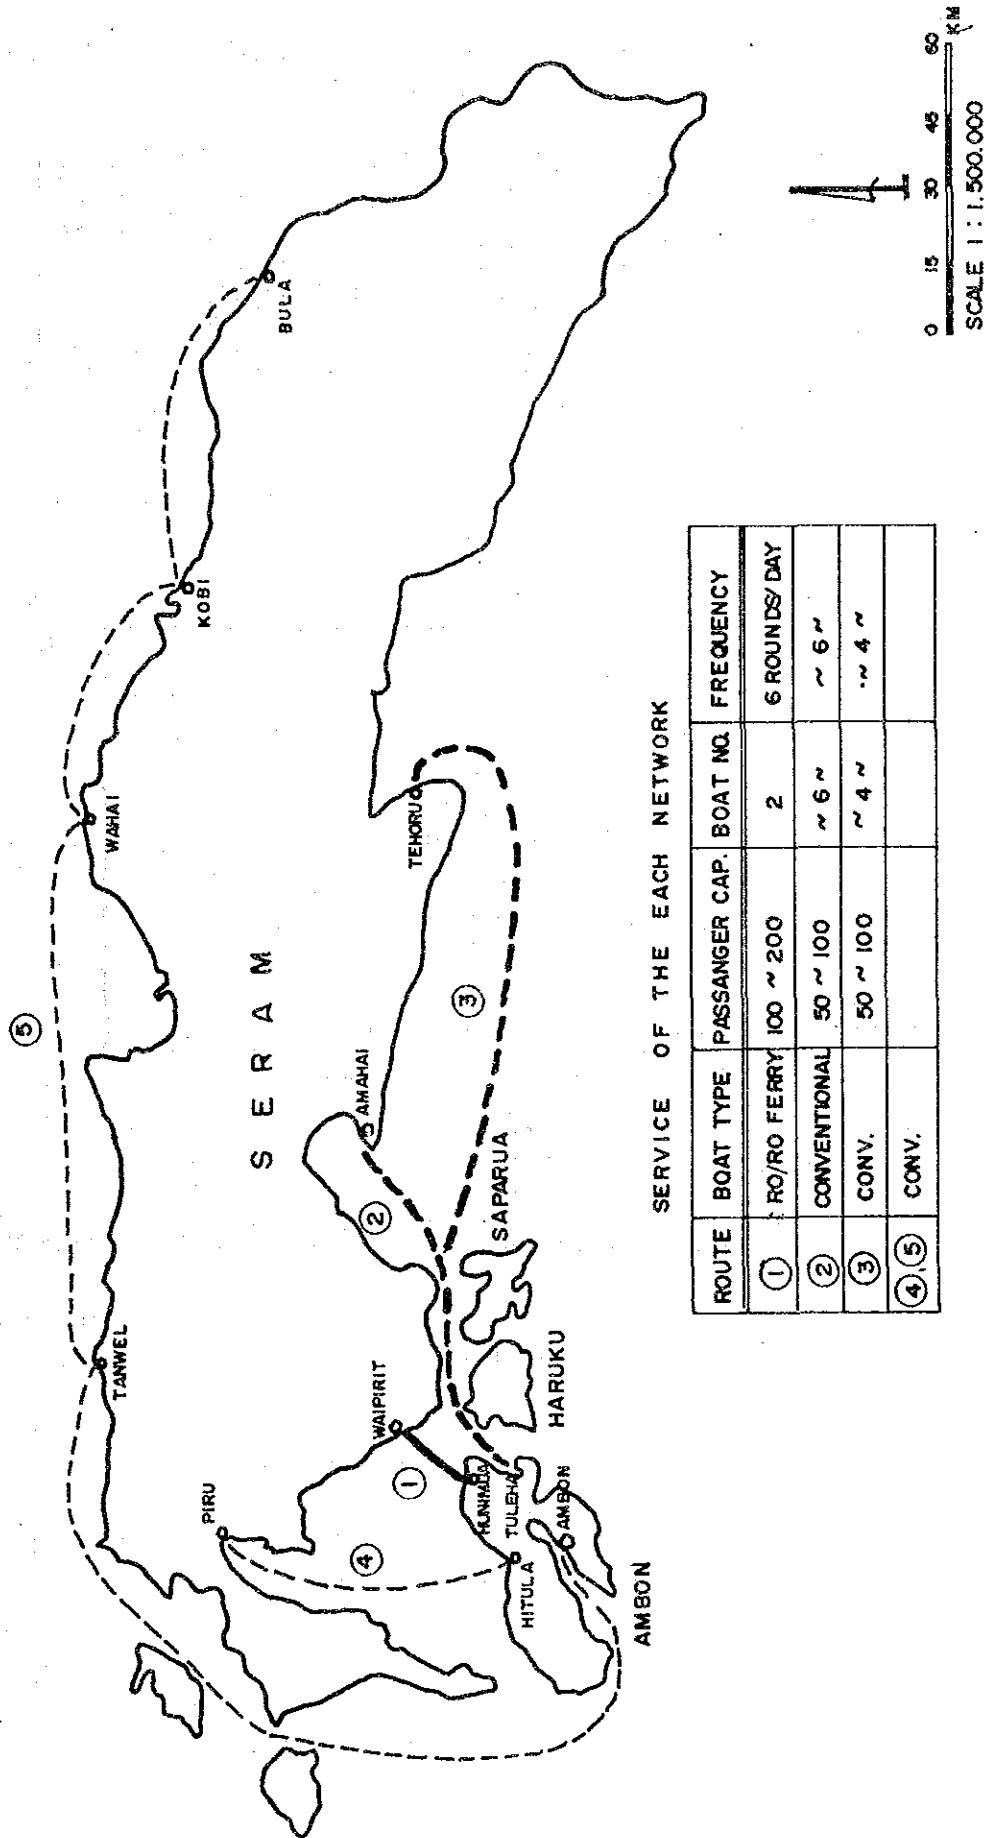 ⑤
TANWEL
WAHAI
KOBI
BULA
S E R A M
PIRU
WAIPIRIT
AMAHAI
TEHORU
④
①
②
③
HUNIMUA
TULEHA
HITULA
AMBON
AMBON
HARUKU
SAPARUA
SERVICE OF THE EACH NETWORK
ROUTE BOAT TYPE PASSANGER CAP. BOAT NO. FREQUENCY
① RO/RO FERRY 100 ~ 200 2 6 ROUNDS/DAY
② CONVENTIONAL 50 ~ 100 ~ 6 ~ ~ 6 ~
③ CONV. 50 ~ 100 ~ 4 ~ ~ 4 ~
④,⑤ CONV.
0 15 30 45 60 KM
SCALE 1 : 1.500.000